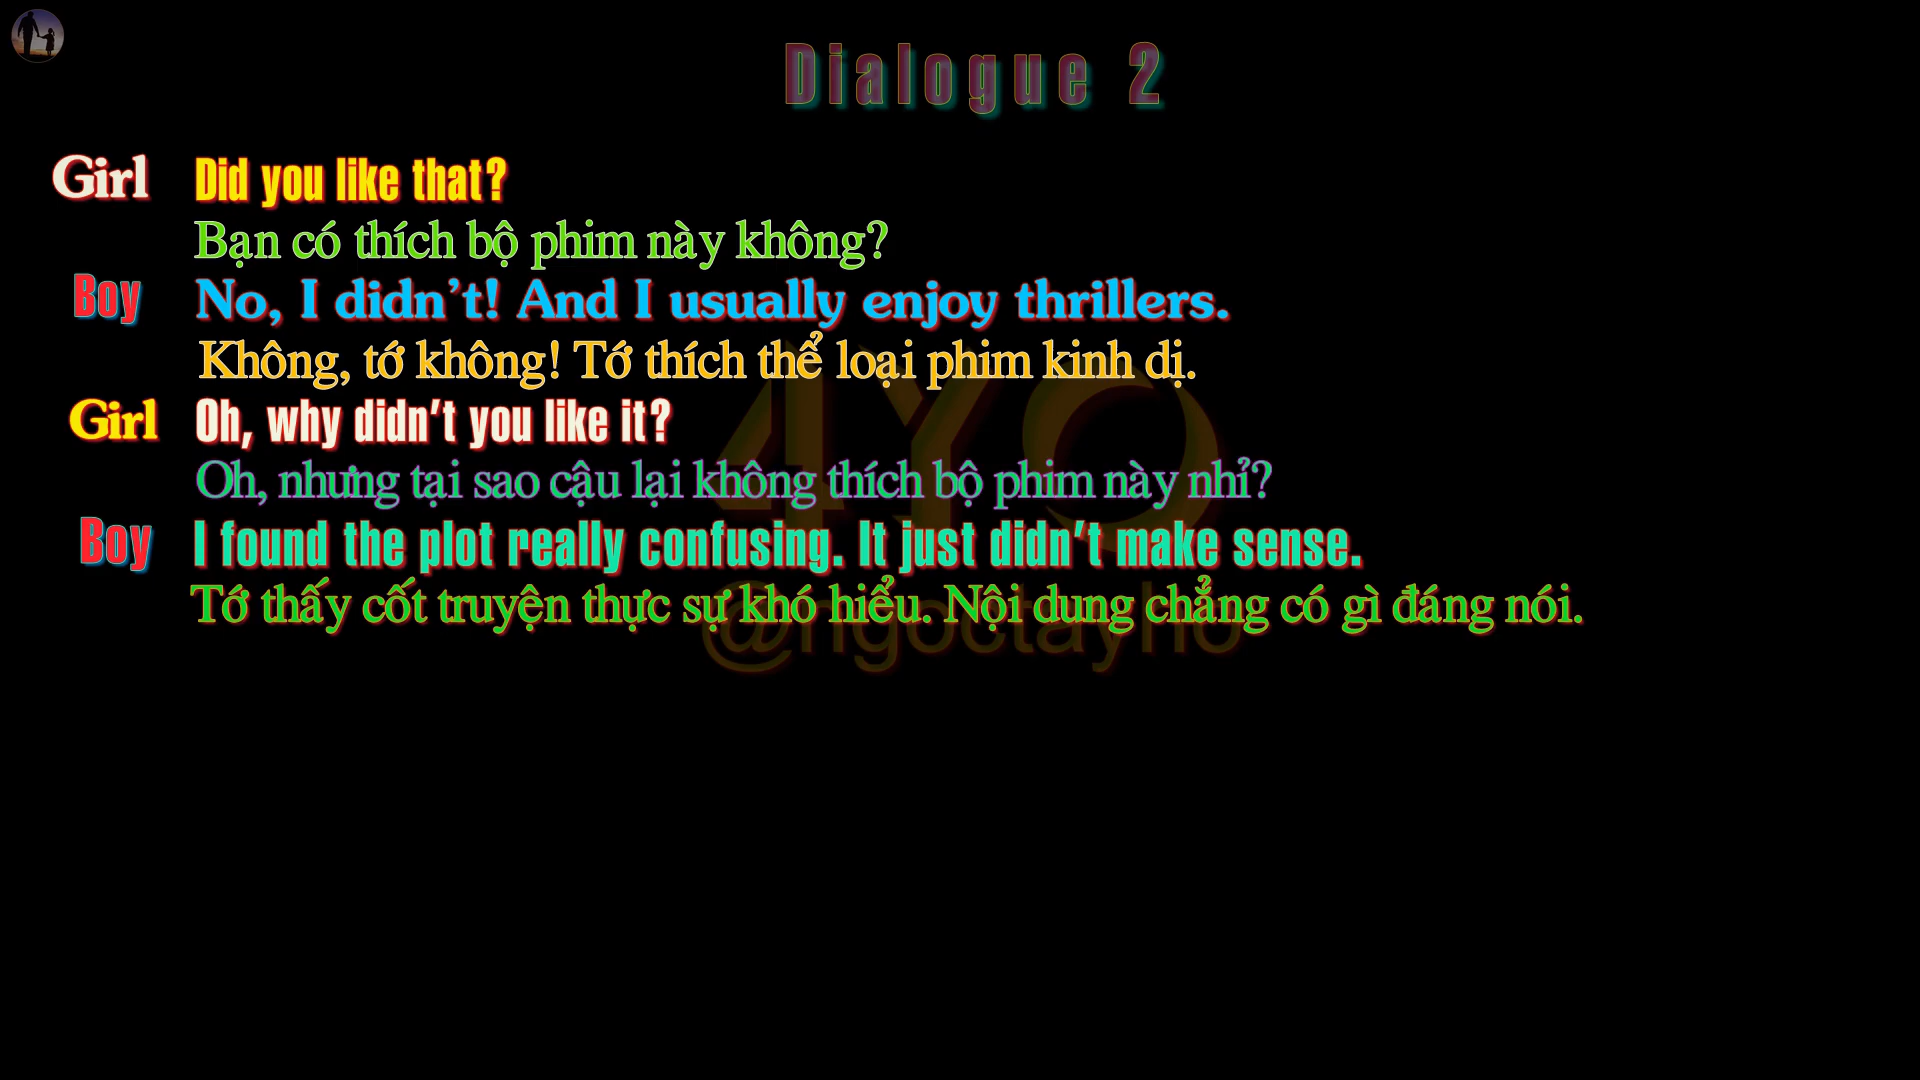 Dialogue 2
Girl Did you like that?
Bạn có thích bộ phim này không?
Boy No, I didn't! And I usually enjoy thrillers.
Không, tớ không! Tớ thích thể loại phim kinh dị.
Girl Oh, why didn't you like it?
Oh, nhưng tại sao cậu lại không thích bộ phim này nhỉ?
Boy I found the plot really confusing. It just didn't make sense.
Tớ thấy cốt truyện thực sự khó hiểu. Nội dung chẳng có gì đáng nói.
4YO
@ngoctayho